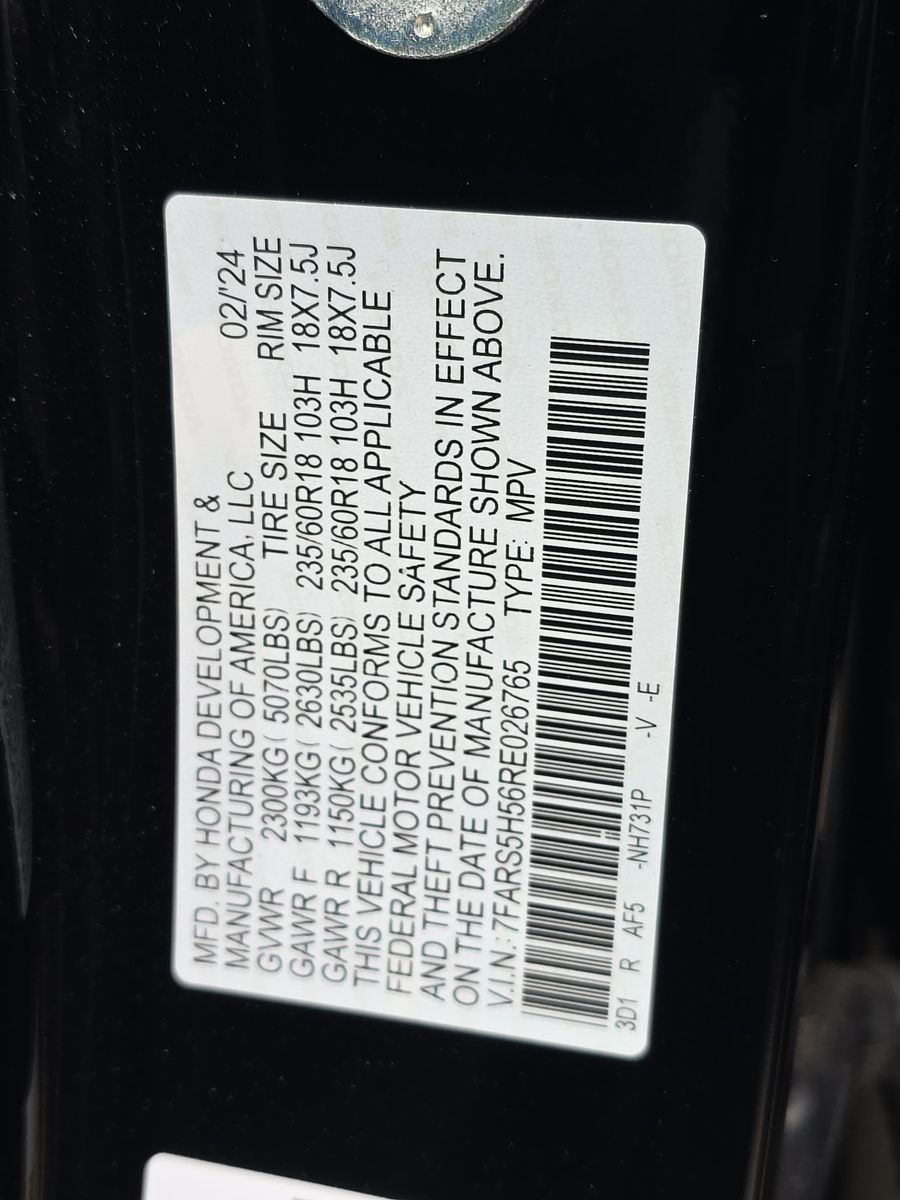 MFD. BY HONDA DEVELOPMENT &
MANUFACTURING OF AMERICA, LLC 02/'24
GVWR 2300KG ( 5070LBS) TIRE SIZE RIM SIZE
GAWR F 1193KG ( 2630LBS) 235/60R18 103H 18X7.5J
GAWR R 1150KG ( 2535LBS) 235/60R18 103H 18X7.5J
THIS VEHICLE CONFORMS TO ALL APPLICABLE
FEDERAL MOTOR VEHICLE SAFETY
AND THEFT PREVENTION STANDARDS IN EFFECT
ON THE DATE OF MANUFACTURE SHOWN ABOVE.
V.I.N.: 7FARS5H56RE026765 TYPE: MPV
3D1 R AF5 -NH731P -V -E